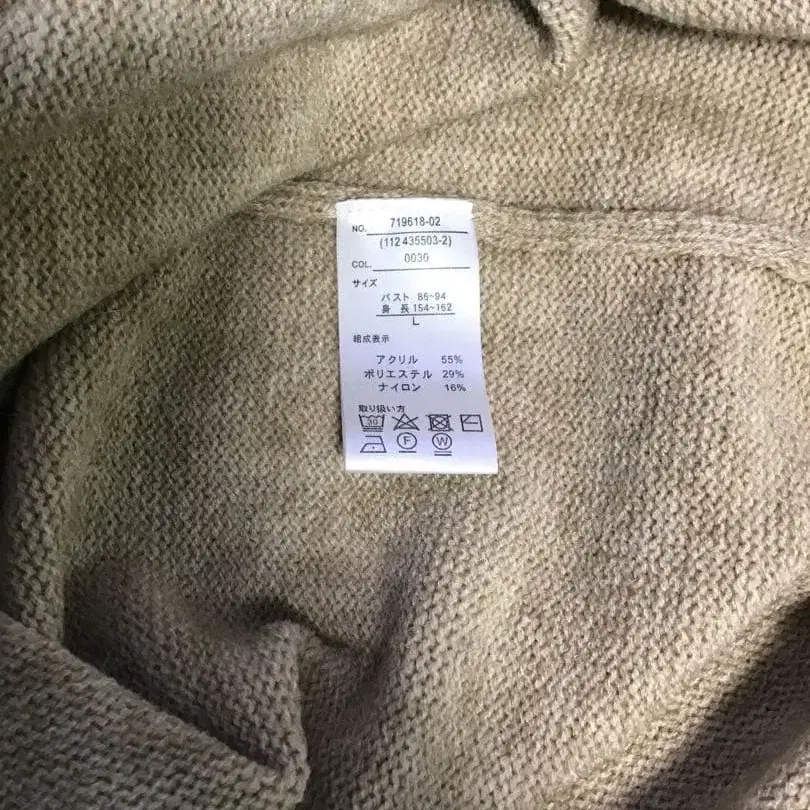 NO. 719618-02
(112 435503-2)
COL. 0030
サイズ
バスト 86~94
身 長 154~162
L
組成表示
アクリル 55%
ポリエステル 29%
ナイロン 16%
取り扱い方
30
F W